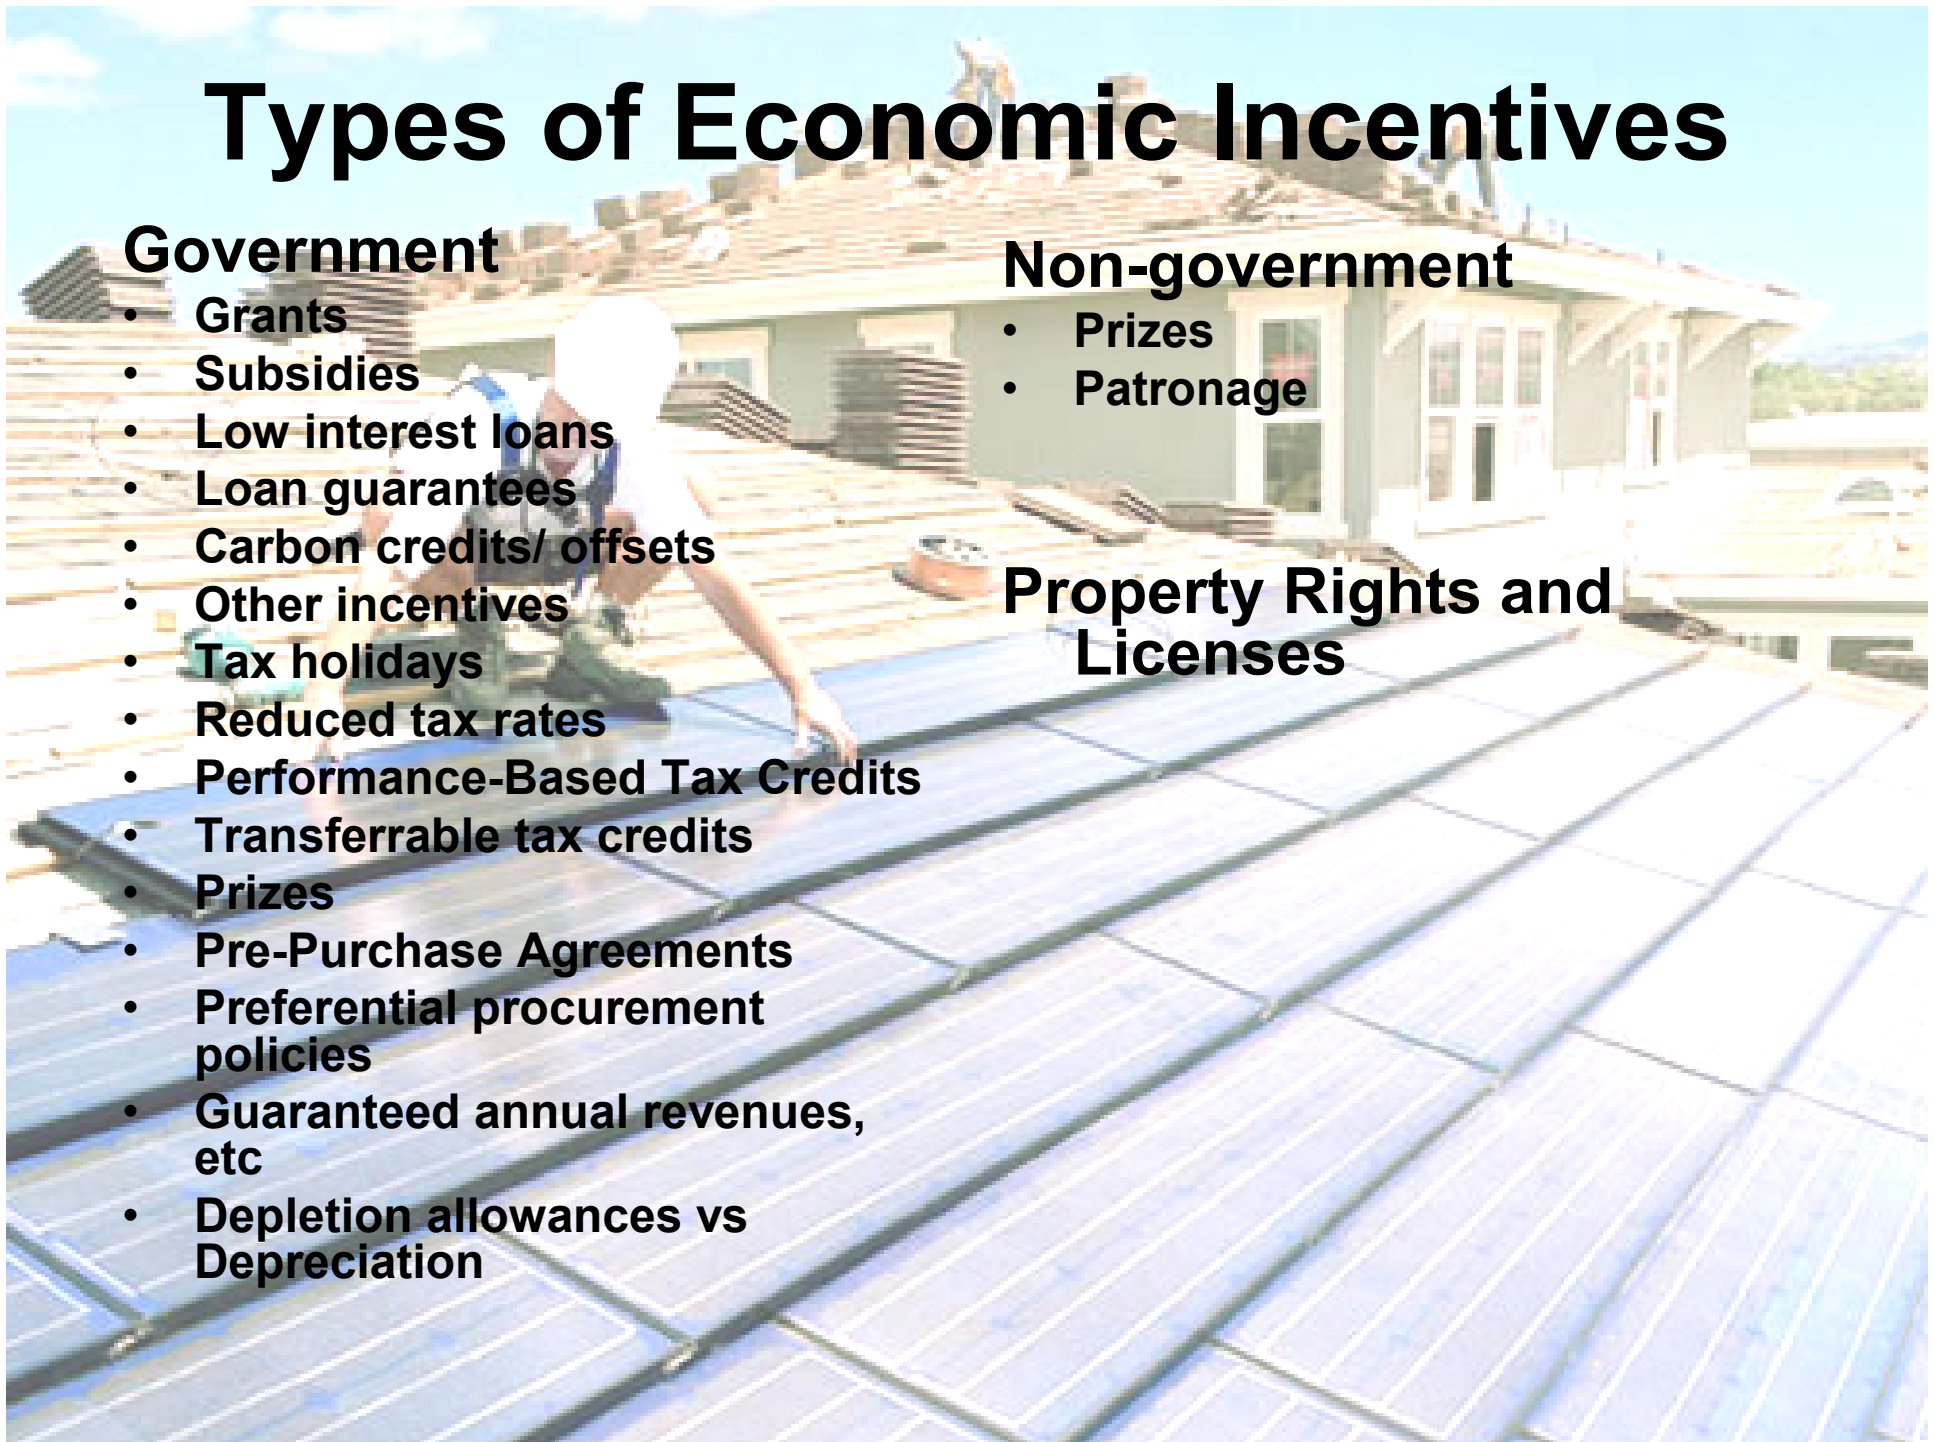 Types of Economic Incentives
Government
• Grants
• Subsidies
• Low interest loans
• Loan guarantees
• Carbon credits/ offsets
• Other incentives
• Tax holidays
• Reduced tax rates
• Performance-Based Tax Credits
• Transferrable tax credits
• Prizes
• Pre-Purchase Agreements
• Preferential procurement
policies
• Guaranteed annual revenues,
etc
• Depletion allowances vs
Depreciation
Non-government
• Prizes
• Patronage
Property Rights and
Licenses